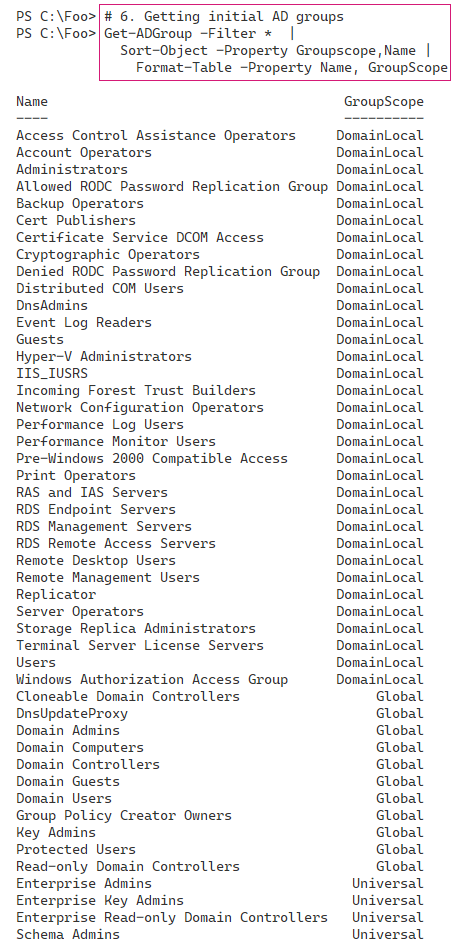 PS C:\Foo> # 6. Getting initial AD groups
PS C:\Foo> Get-ADGroup -Filter *  |
             Sort-Object -Property Groupscope,Name |
               Format-Table -Property Name, GroupScope
Name                                    GroupScope
----                                    ----------
Access Control Assistance Operators     DomainLocal
Account Operators                       DomainLocal
Administrators                          DomainLocal
Allowed RODC Password Replication Group DomainLocal
Backup Operators                        DomainLocal
Cert Publishers                         DomainLocal
Certificate Service DCOM Access         DomainLocal
Cryptographic Operators                 DomainLocal
Denied RODC Password Replication Group  DomainLocal
Distributed COM Users                   DomainLocal
DnsAdmins                               DomainLocal
Event Log Readers                       DomainLocal
Guests                                  DomainLocal
Hyper-V Administrators                  DomainLocal
IIS_IUSRS                               DomainLocal
Incoming Forest Trust Builders          DomainLocal
Network Configuration Operators         DomainLocal
Performance Log Users                   DomainLocal
Performance Monitor Users               DomainLocal
Pre-Windows 2000 Compatible Access      DomainLocal
Print Operators                         DomainLocal
RAS and IAS Servers                     DomainLocal
RDS Endpoint Servers                    DomainLocal
RDS Management Servers                  DomainLocal
RDS Remote Access Servers               DomainLocal
Remote Desktop Users                    DomainLocal
Remote Management Users                 DomainLocal
Replicator                              DomainLocal
Server Operators                        DomainLocal
Storage Replica Administrators          DomainLocal
Terminal Server License Servers         DomainLocal
Users                                   DomainLocal
Windows Authorization Access Group      DomainLocal
Cloneable Domain Controllers                 Global
DnsUpdateProxy                               Global
Domain Admins                                Global
Domain Computers                             Global
Domain Controllers                           Global
Domain Guests                                Global
Domain Users                                 Global
Group Policy Creator Owners                  Global
Key Admins                                   Global
Protected Users                              Global
Read-only Domain Controllers                 Global
Enterprise Admins                         Universal
Enterprise Key Admins                     Universal
Enterprise Read-only Domain Controllers   Universal
Schema Admins                             Universal